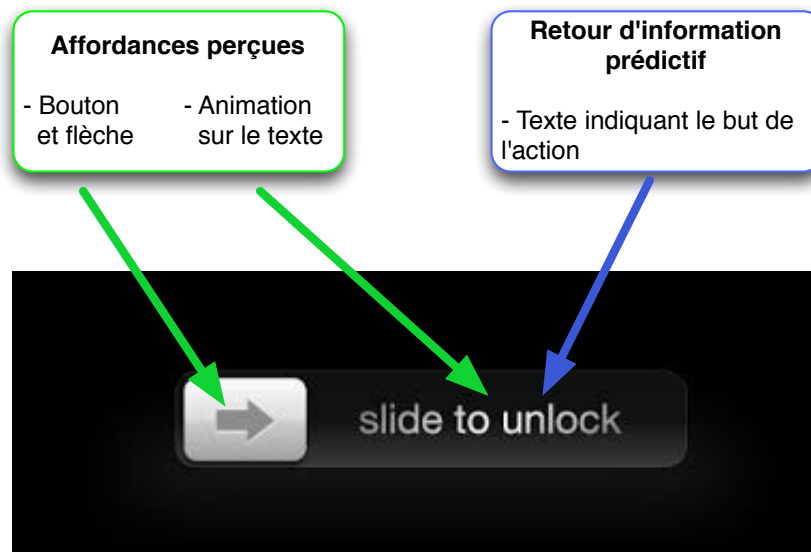 Affordances perçues
- Bouton et flèche
- Animation sur le texte
Retour d'information
prédictif
- Texte indiquant le but de
l'action
slide to unlock